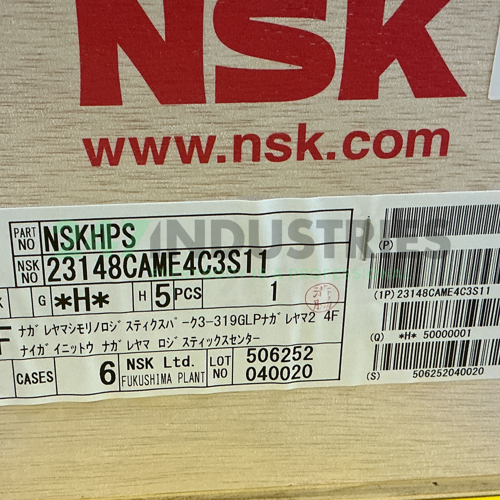 NSK
www.nsk.com
PART NO NSKHPS
NSK NO 23148CAME4C3S11
G *H* H 5 PCS 1
ナガレヤマシモリノロジスティクスパーク3-319GLPナガレヤマ2 4F
ナイガイニットウ ナガレヤマ ロジスティックスセンター
CASES 6 NSK Ltd. FUKUSHIMA PLANT LOT NO 506252 040020
(P)
(1P) 23148CAME4C3S11
(Q) *H* 50000001
(S) 506252040020
INDUSTRIES